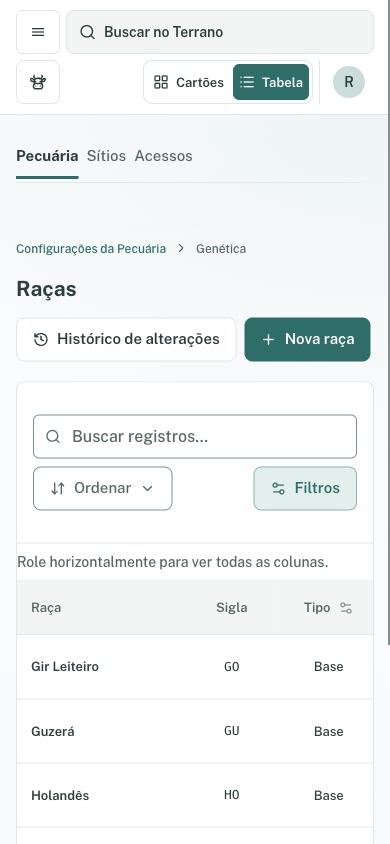 Buscar no Terrano
Cartões
Tabela
R
Pecuária Sítios Acessos
Configurações da Pecuária > Genética
Raças
Histórico de alterações
+ Nova raça
Buscar registros...
Ordenar
Filtros
Role horizontalmente para ver todas as colunas.
Raça Sigla Tipo
Gir Leiteiro GO Base
Guzerá GU Base
Holandês HO Base